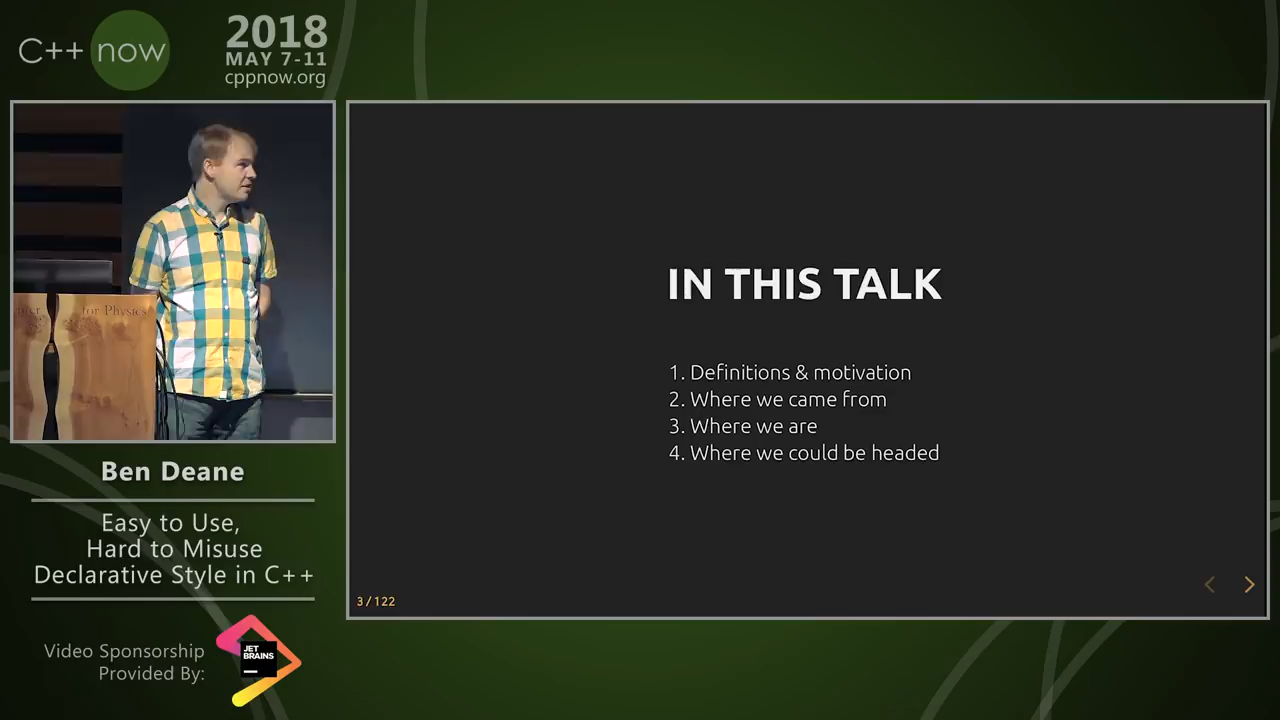 C++ now
2018
MAY 7-11
cppnow.org
for Physics
IN THIS TALK
1. Definitions & motivation
2. Where we came from
3. Where we are
4. Where we could be headed
3 / 122
Ben Deane
Easy to Use,
Hard to Misuse
Declarative Style in C++
Video Sponsorship
Provided By:
JET
BRAINS